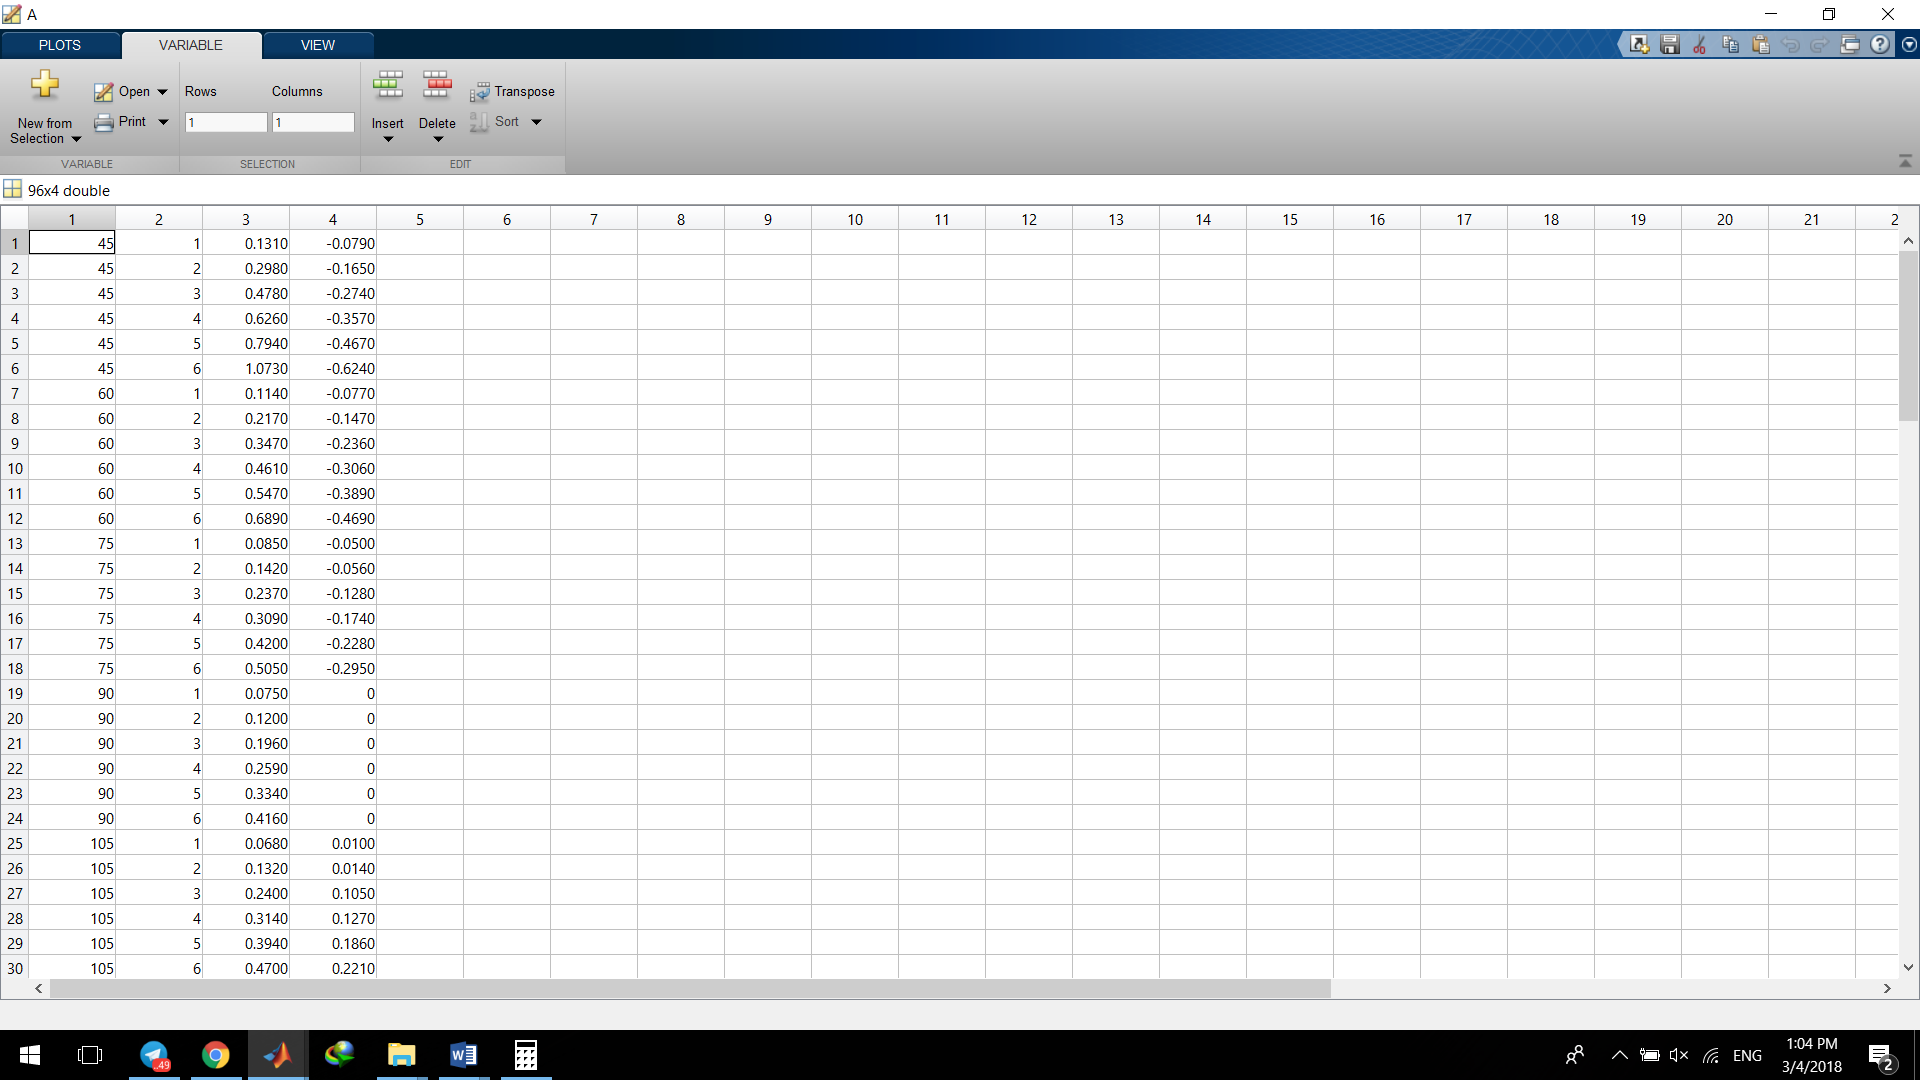 A
PLOTS VARIABLE VIEW
New from Selection
Open
Print
Rows Columns
1 1
Insert Delete
Transpose
Sort
VARIABLE SELECTION EDIT
96x4 double
1 2 3 4 5 6 7 8 9 10 11 12 13 14 15 16 17 18 19 20 21 2
1 45 1 0.1310 -0.0790
2 45 2 0.2980 -0.1650
3 45 3 0.4780 -0.2740
4 45 4 0.6260 -0.3570
5 45 5 0.7940 -0.4670
6 45 6 1.0730 -0.6240
7 60 1 0.1140 -0.0770
8 60 2 0.2170 -0.1470
9 60 3 0.3470 -0.2360
10 60 4 0.4610 -0.3060
11 60 5 0.5470 -0.3890
12 60 6 0.6890 -0.4690
13 75 1 0.0850 -0.0500
14 75 2 0.1420 -0.0560
15 75 3 0.2370 -0.1280
16 75 4 0.3090 -0.1740
17 75 5 0.4200 -0.2280
18 75 6 0.5050 -0.2950
19 90 1 0.0750 0
20 90 2 0.1200 0
21 90 3 0.1960 0
22 90 4 0.2590 0
23 90 5 0.3340 0
24 90 6 0.4160 0
25 105 1 0.0680 0.0100
26 105 2 0.1320 0.0140
27 105 3 0.2400 0.1050
28 105 4 0.3140 0.1270
29 105 5 0.3940 0.1860
30 105 6 0.4700 0.2210
..49
ENG
1:04 PM
3/4/2018
2